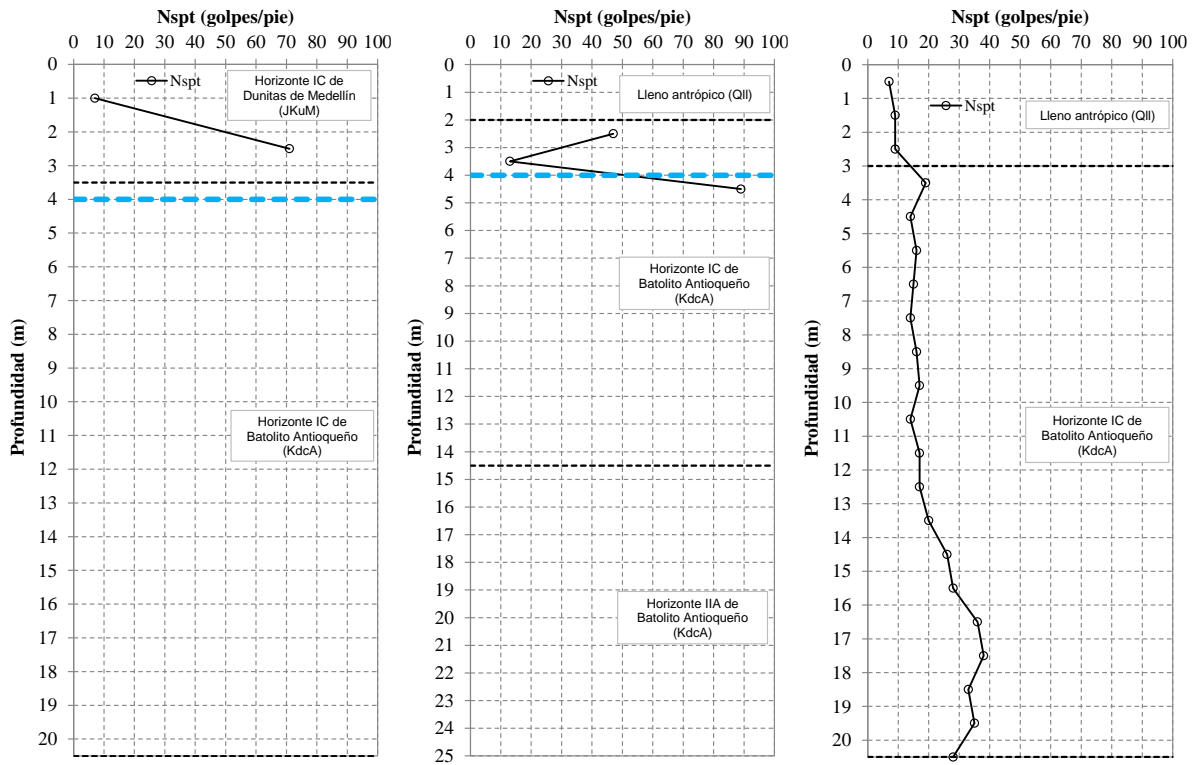 Nspt (golpes/pie)
0 10 20 30 40 50 60 70 80 90 100
0
1
2
3
4
5
6
7
8
9
10
11
12
13
14
15
16
17
18
19
20
Profundidad (m)
Nspt
Horizonte IC de
Dunitas de Medellín
(JKuM)
Horizonte IC de
Batolito Antioqueño
(KdcA)
Nspt (golpes/pie)
0 10 20 30 40 50 60 70 80 90 100
0
1
2
3
4
5
6
7
8
9
10
11
12
13
14
15
16
17
18
19
20
21
22
23
24
25
Profundidad (m)
Nspt
Lleno antrópico (Qll)
Horizonte IC de
Batolito Antioqueño
(KdcA)
Horizonte IIA de
Batolito Antioqueño
(KdcA)
Nspt (golpes/pie)
0 10 20 30 40 50 60 70 80 90 100
0
1
2
3
4
5
6
7
8
9
10
11
12
13
14
15
16
17
18
19
20
Profundidad (m)
Nspt
Lleno antrópico (Qll)
Horizonte IC de
Batolito Antioqueño
(KdcA)